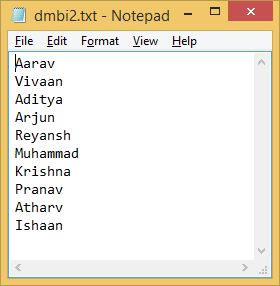 dmbi2.txt - Notepad
File Edit Format View Help
Aarav
Vivaan
Aditya
Arjun
Reyansh
Muhammad
Krishna
Pranav
Atharv
Ishaan